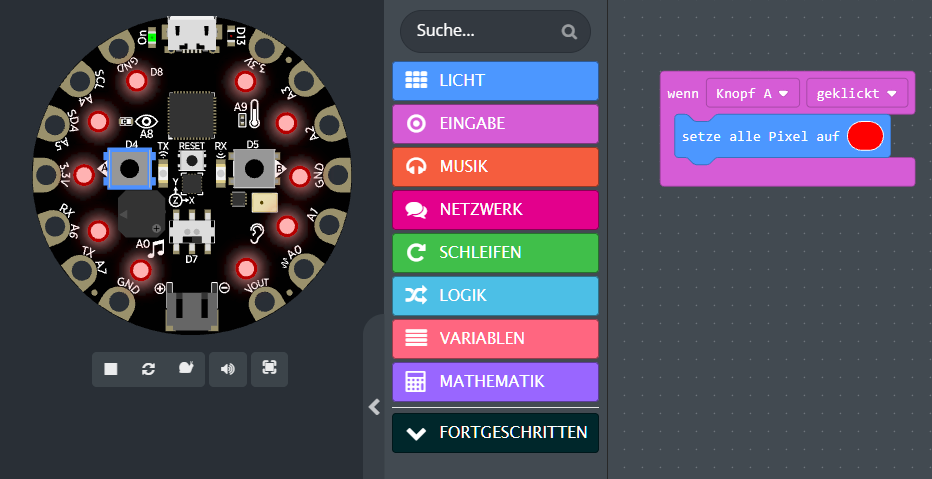 Suche...
LICHT
EINGABE
MUSIK
NETZWERK
SCHLEIFEN
LOGIK
VARIABLEN
MATHEMATIK
FORTGESCHRITTEN
wenn Knopf A geklickt
setze alle Pixel auf
On
D13
GND
D8
3.3V
SCL
A4
A3
SDA
A5
A8
A9
A2
D4
TX
RESET
RX
D5
A
B
3.3V
GND
Y
Z
X
RX
A6
A1
TX
A7
A0
D7
A0
GND
VOUT